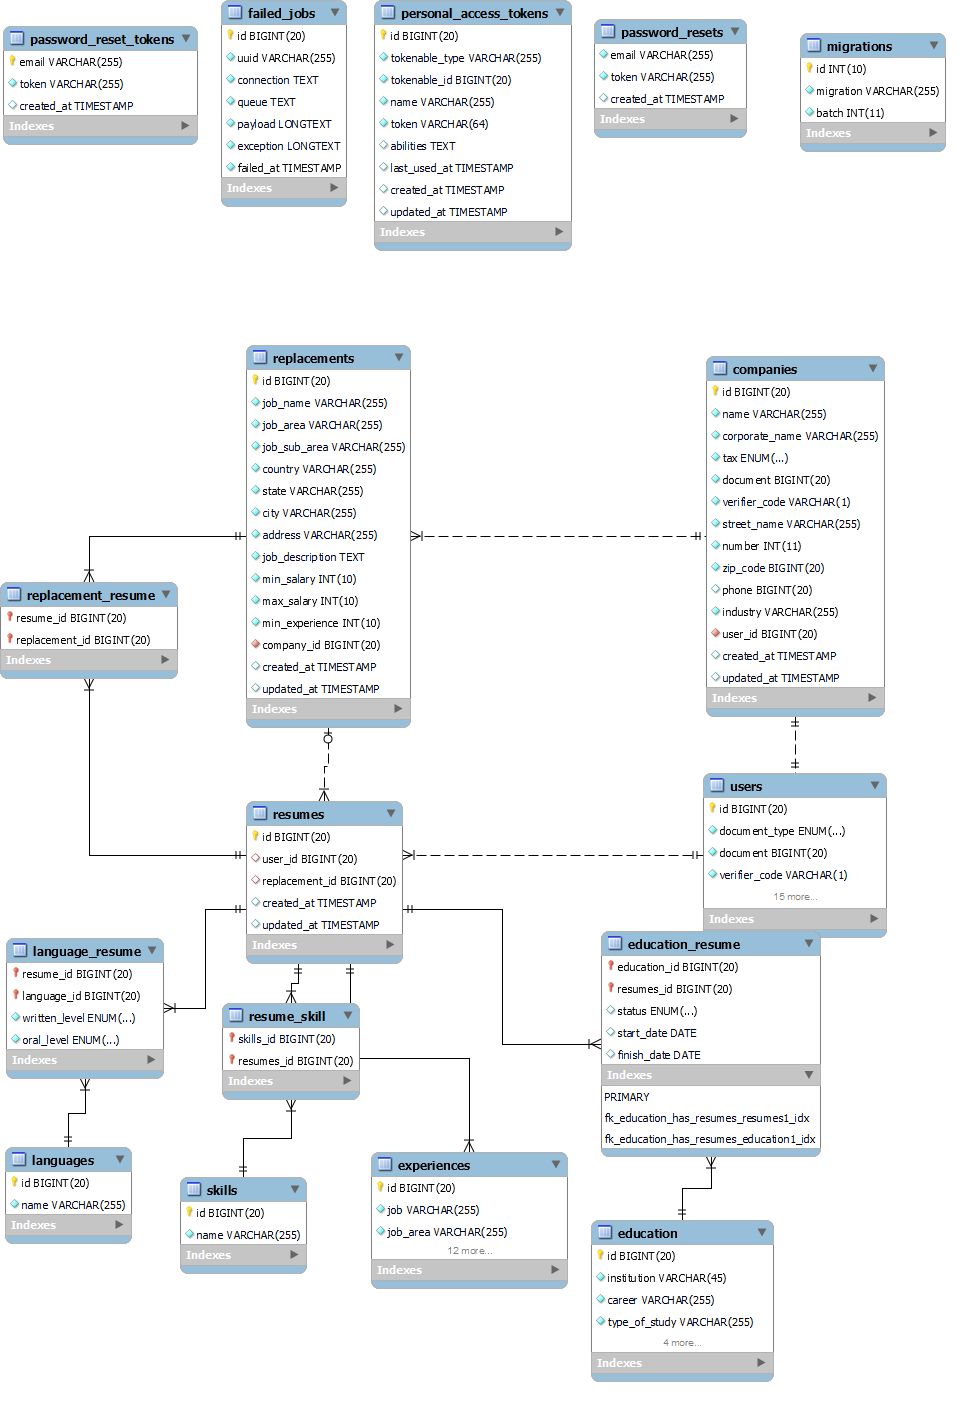 password_reset_tokens
email VARCHAR(255)
token VARCHAR(255)
created_at TIMESTAMP
Indexes
failed_jobs
id BIGINT(20)
uuid VARCHAR(255)
connection TEXT
queue TEXT
payload LONGTEXT
exception LONGTEXT
failed_at TIMESTAMP
Indexes
personal_access_tokens
id BIGINT(20)
tokenable_type VARCHAR(255)
tokenable_id BIGINT(20)
name VARCHAR(255)
token VARCHAR(64)
abilities TEXT
last_used_at TIMESTAMP
created_at TIMESTAMP
updated_at TIMESTAMP
Indexes
password_resets
email VARCHAR(255)
token VARCHAR(255)
created_at TIMESTAMP
Indexes
migrations
id INT(10)
migration VARCHAR(255)
batch INT(11)
Indexes
replacements
id BIGINT(20)
job_name VARCHAR(255)
job_area VARCHAR(255)
job_sub_area VARCHAR(255)
country VARCHAR(255)
state VARCHAR(255)
city VARCHAR(255)
address VARCHAR(255)
job_description TEXT
min_salary INT(10)
max_salary INT(10)
min_experience INT(10)
company_id BIGINT(20)
created_at TIMESTAMP
updated_at TIMESTAMP
Indexes
companies
id BIGINT(20)
name VARCHAR(255)
corporate_name VARCHAR(255)
tax ENUM(...)
document BIGINT(20)
verifier_code VARCHAR(1)
street_name VARCHAR(255)
number INT(11)
zip_code BIGINT(20)
phone BIGINT(20)
industry VARCHAR(255)
user_id BIGINT(20)
created_at TIMESTAMP
updated_at TIMESTAMP
Indexes
replacement_resume
resume_id BIGINT(20)
replacement_id BIGINT(20)
Indexes
resumes
id BIGINT(20)
user_id BIGINT(20)
replacement_id BIGINT(20)
created_at TIMESTAMP
updated_at TIMESTAMP
Indexes
users
id BIGINT(20)
document_type ENUM(...)
document BIGINT(20)
verifier_code VARCHAR(1)
15 more...
Indexes
language_resume
resume_id BIGINT(20)
language_id BIGINT(20)
written_level ENUM(...)
oral_level ENUM(...)
Indexes
resume_skill
skills_id BIGINT(20)
resumes_id BIGINT(20)
Indexes
education_resume
education_id BIGINT(20)
resumes_id BIGINT(20)
status ENUM(...)
start_date DATE
finish_date DATE
Indexes
PRIMARY
fk_education_has_resumes_resumes1_idx
fk_education_has_resumes_education1_idx
languages
id BIGINT(20)
name VARCHAR(255)
Indexes
skills
id BIGINT(20)
name VARCHAR(255)
Indexes
experiences
id BIGINT(20)
job VARCHAR(255)
job_area VARCHAR(255)
12 more...
Indexes
education
id BIGINT(20)
institution VARCHAR(45)
career VARCHAR(255)
type_of_study VARCHAR(255)
4 more...
Indexes